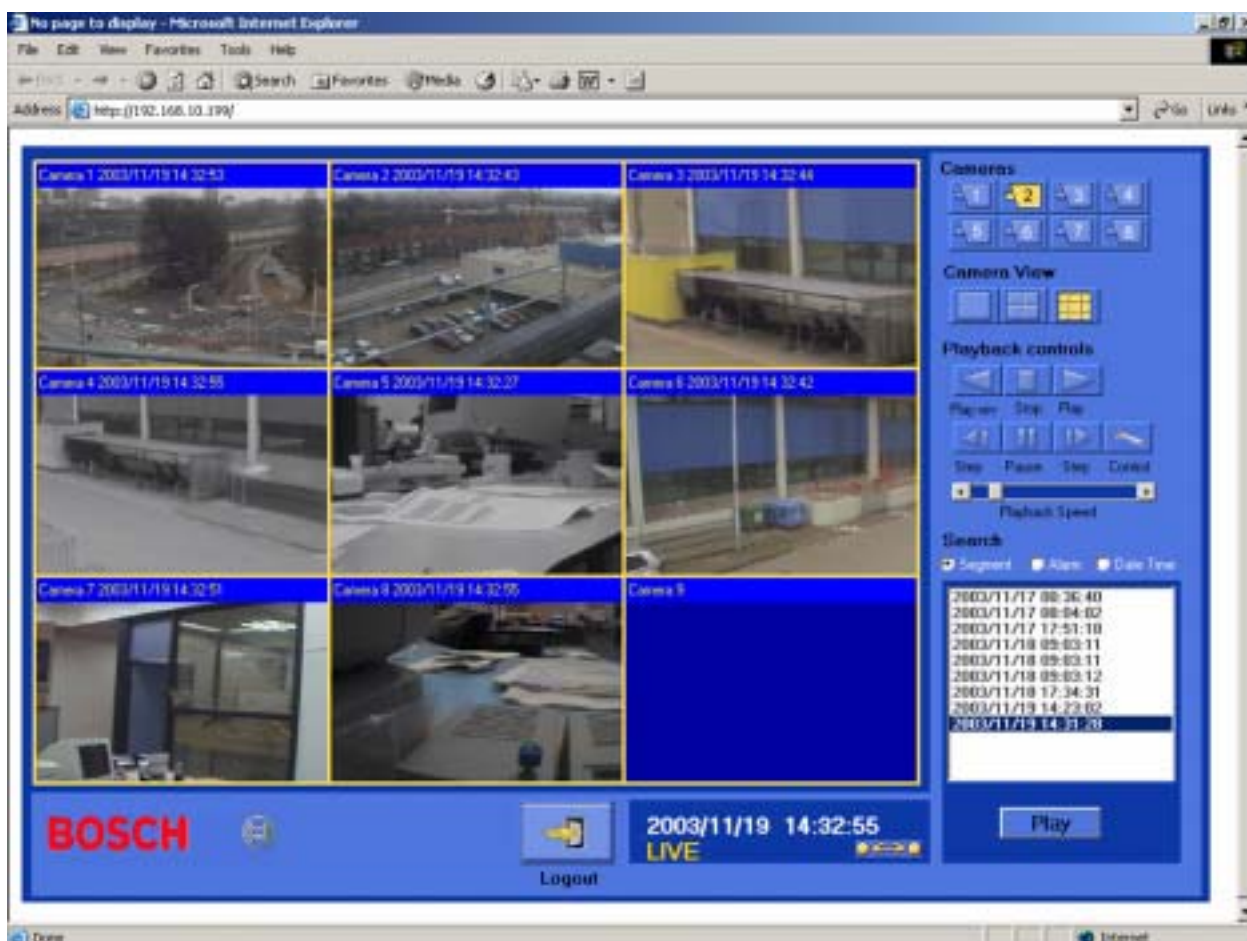 No page to display - Microsoft Internet Explorer
File Edit View Favorites Tools Help
Search Favorites Media
Address http://192.168.10.199/ Go Links
Camera 1 2003/11/19 14:32:53
Camera 2 2003/11/19 14:32:43
Camera 3 2003/11/19 14:32:44
Camera 4 2003/11/19 14:32:55
Camera 5 2003/11/19 14:32:27
Camera 6 2003/11/19 14:32:42
Camera 7 2003/11/19 14:32:51
Camera 8 2003/11/19 14:32:55
Camera 9
Cameras
1 2 3 4
5 6 7 8
Camera View
Playback controls
Play rev Stop Play
Step Pause Step Control
Playback Speed
Search
Segment Alarm Date Time
2003/11/17 08:36:40
2003/11/17 08:04:02
2003/11/17 17:51:18
2003/11/18 09:03:11
2003/11/18 09:03:11
2003/11/18 09:03:12
2003/11/18 17:34:31
2003/11/19 14:23:02
2003/11/19 14:31:28
Play
BOSCH
Logout
2003/11/19 14:32:55
LIVE
Done
Internet